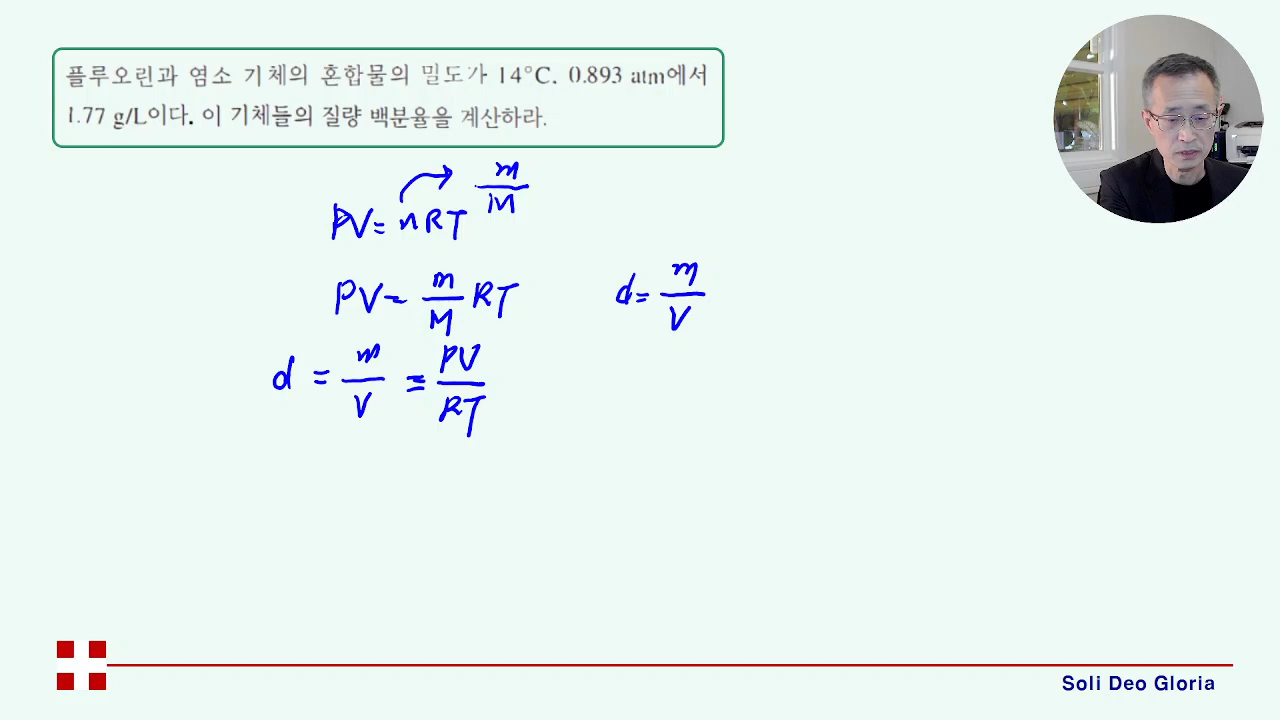 플루오린과 염소 기체의 혼합물의 밀도가 14°C, 0.893 atm에서
1.77 g/L이다. 이 기체들의 질량 백분율을 계산하라.
PV = nRT m/M
PV = m/M RT d = m/V
d = m/V = PV/RT
Soli Deo Gloria